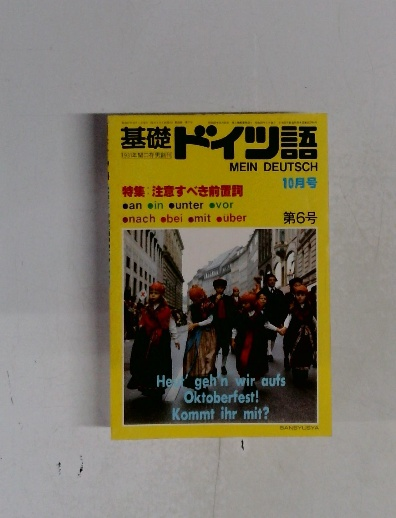 基礎ドイツ語
MEIN DEUTSCH
10月号
特集:注意すべき前置詞
●an ●in ●unter ●vor
●nach ●bei ●mit ●über
第6号
Heut' geh'n wir aufs
Oktoberfest!
Kommt ihr mit?
SANSYUSYA